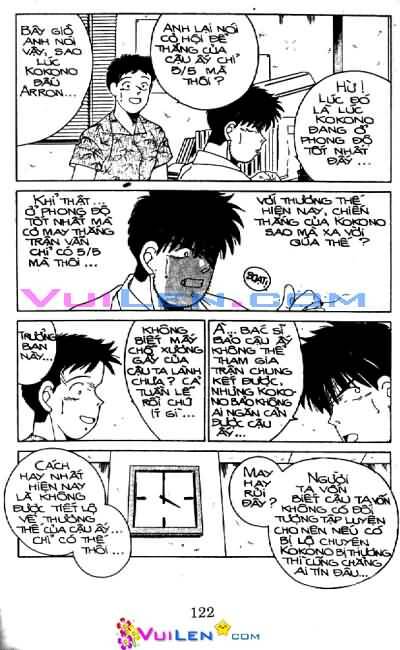 BÂY GIỜ
ANH NÓI
VẬY, SAO
LÚC
KOKONO
ĐẤU
ARRON...
ANH LẠI NÓI
CƠ HỘI ĐỂ
THẮNG CỦA
CẬU ẤY CHỈ
5/5 MÀ
THÔI?
HỪ!
LÚC ĐÓ
LÀ LÚC
KOKONO
ĐANG Ở
PHONG ĐỘ
TỐT NHẤT
ĐẤY...
KHỈ THẬT...
Ở PHONG ĐỘ
TỐT NHẤT MÀ
CƠ MAY THẮNG
TRẬN VẪN
CHỈ CÓ 5/5
MÀ THÔI...
VỚI THƯƠNG THẾ
HIỆN NAY, CHIẾN
THẮNG CỦA KOKONO
SAO MÀ XA VỜI
QUÁ THẾ?
SOẠT!
VUILEN.COM
TRƯỞNG
BAN
NÀY...
KHÔNG
BIẾT MẤY
CHỖ XƯƠNG
GÃY CỦA
CẬU TA LÀNH
CHƯA? CẢ
TUẦN LỄ
RỒI CHỨ
ÍT GÌ...
À... BÁC SĨ
BẢO CẬU ẤY
KHÔNG THỂ
THAM GIA
TRẬN CHUNG
KẾT ĐƯỢC,
NHƯNG KOKO-
NO BẢO KHÔNG
AI NGĂN CẢN
ĐƯỢC CẬU
ẤY...
CÁCH
HAY NHẤT
HIỆN NAY
LÀ KHÔNG
ĐƯỢC TIẾT LỘ
VỀ THƯƠNG
THẾ CỦA CẬU ẤY...
CHỈ CÓ THẾ
THÔI...
MAY
HAY
RỦI
ĐÂY?
NGƯỜI
TA VỐN
BIẾT CẬU TA VỐN
KHÔNG CÓ ĐỐI
TƯỢNG TẬP LUYỆN
CHO NÊN NẾU CÓ
BỊ LỘ CHUYỆN
KOKONO BỊ THƯƠNG
THÌ CŨNG CHẲNG
AI TIN ĐÂU...
122
VUILEN.COM